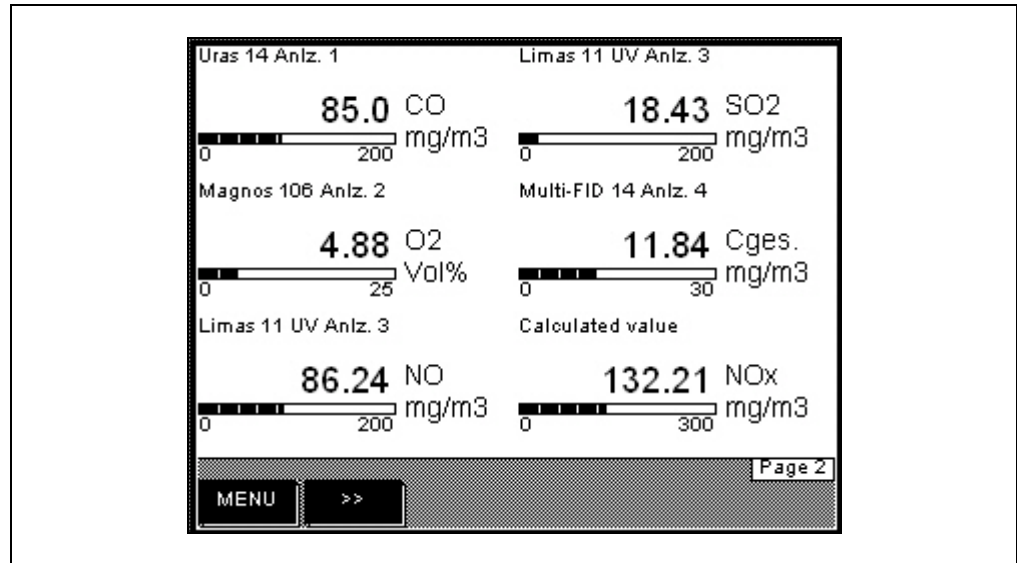 Uras 14 Anlz. 1
85.0 CO
mg/m3
0 200
Limas 11 UV Anlz. 3
18.43 SO2
mg/m3
0 200
Magnos 106 Anlz. 2
4.88 O2
Vol%
0 25
Multi-FID 14 Anlz. 4
11.84 Cges.
mg/m3
0 30
Limas 11 UV Anlz. 3
86.24 NO
mg/m3
0 200
Calculated value
132.21 NOx
mg/m3
0 300
Page 2
MENU >>